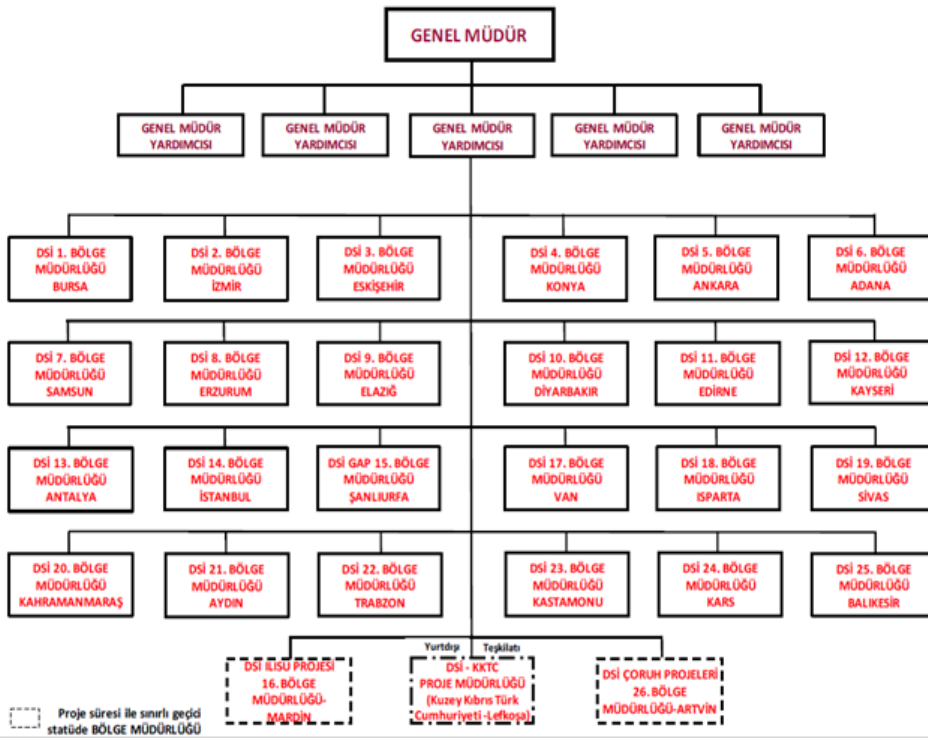 GENEL MÜDÜR
GENEL MÜDÜR
YARDIMCISI
GENEL MÜDÜR
YARDIMCISI
GENEL MÜDÜR
YARDIMCISI
GENEL MÜDÜR
YARDIMCISI
GENEL MÜDÜR
YARDIMCISI
DSİ 1. BÖLGE
MÜDÜRLÜĞÜ
BURSA
DSİ 2. BÖLGE
MÜDÜRLÜĞÜ
İZMİR
DSİ 3. BÖLGE
MÜDÜRLÜĞÜ
ESKİŞEHİR
DSİ 4. BÖLGE
MÜDÜRLÜĞÜ
KONYA
DSİ 5. BÖLGE
MÜDÜRLÜĞÜ
ANKARA
DSİ 6. BÖLGE
MÜDÜRLÜĞÜ
ADANA
DSİ 7. BÖLGE
MÜDÜRLÜĞÜ
SAMSUN
DSİ 8. BÖLGE
MÜDÜRLÜĞÜ
ERZURUM
DSİ 9. BÖLGE
MÜDÜRLÜĞÜ
ELAZIĞ
DSİ 10. BÖLGE
MÜDÜRLÜĞÜ
DİYARBAKIR
DSİ 11. BÖLGE
MÜDÜRLÜĞÜ
EDİRNE
DSİ 12. BÖLGE
MÜDÜRLÜĞÜ
KAYSERİ
DSİ 13. BÖLGE
MÜDÜRLÜĞÜ
ANTALYA
DSİ 14. BÖLGE
MÜDÜRLÜĞÜ
İSTANBUL
DSİ GAP 15. BÖLGE
MÜDÜRLÜĞÜ
ŞANLIURFA
DSİ 17. BÖLGE
MÜDÜRLÜĞÜ
VAN
DSİ 18. BÖLGE
MÜDÜRLÜĞÜ
ISPARTA
DSİ 19. BÖLGE
MÜDÜRLÜĞÜ
SİVAS
DSİ 20. BÖLGE
MÜDÜRLÜĞÜ
KAHRAMANMARAŞ
DSİ 21. BÖLGE
MÜDÜRLÜĞÜ
AYDIN
DSİ 22. BÖLGE
MÜDÜRLÜĞÜ
TRABZON
DSİ 23. BÖLGE
MÜDÜRLÜĞÜ
KASTAMONU
DSİ 24. BÖLGE
MÜDÜRLÜĞÜ
KARS
DSİ 25. BÖLGE
MÜDÜRLÜĞÜ
BALIKESİR
Yurtdışı Teşkilatı
DSİ ILISU PROJESİ
16. BÖLGE
MÜDÜRLÜĞÜ-
MARDİN
DSİ - KKTC
PROJE MÜDÜRLÜĞÜ
(Kuzey Kıbrıs Türk
Cumhuriyeti -Lefkoşa)
DSİ ÇORUH PROJELERİ
26. BÖLGE
MÜDÜRLÜĞÜ-ARTVİN
Proje süresi ile sınırlı geçici
statüde BÖLGE MÜDÜRLÜĞÜ